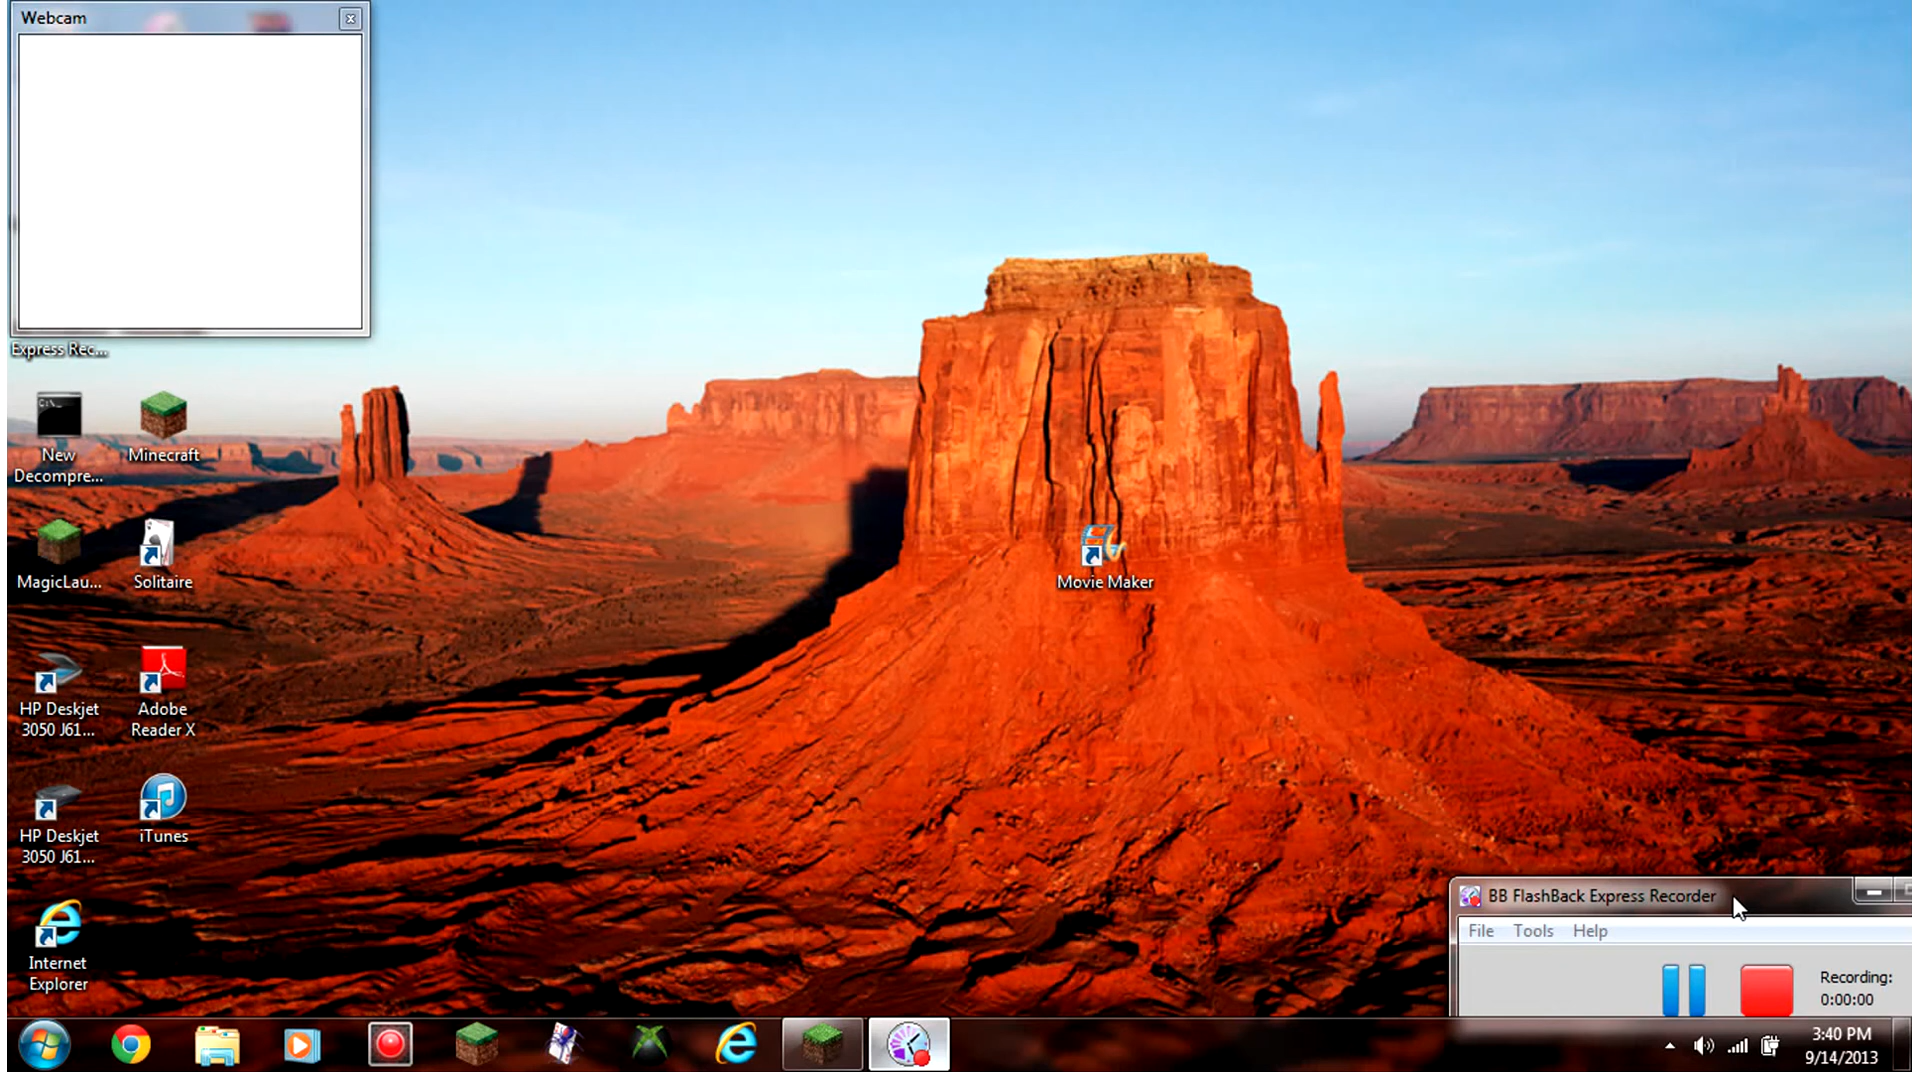 Webcam
Express Rec...
New
Decompre...
Minecraft
MagicLau...
Solitaire
Movie Maker
HP Deskjet
3050 J61...
Adobe
Reader X
HP Deskjet
3050 J61...
iTunes
Internet
Explorer
BB FlashBack Express Recorder
File Tools Help
Recording:
0:00:00
3:40 PM
9/14/2013